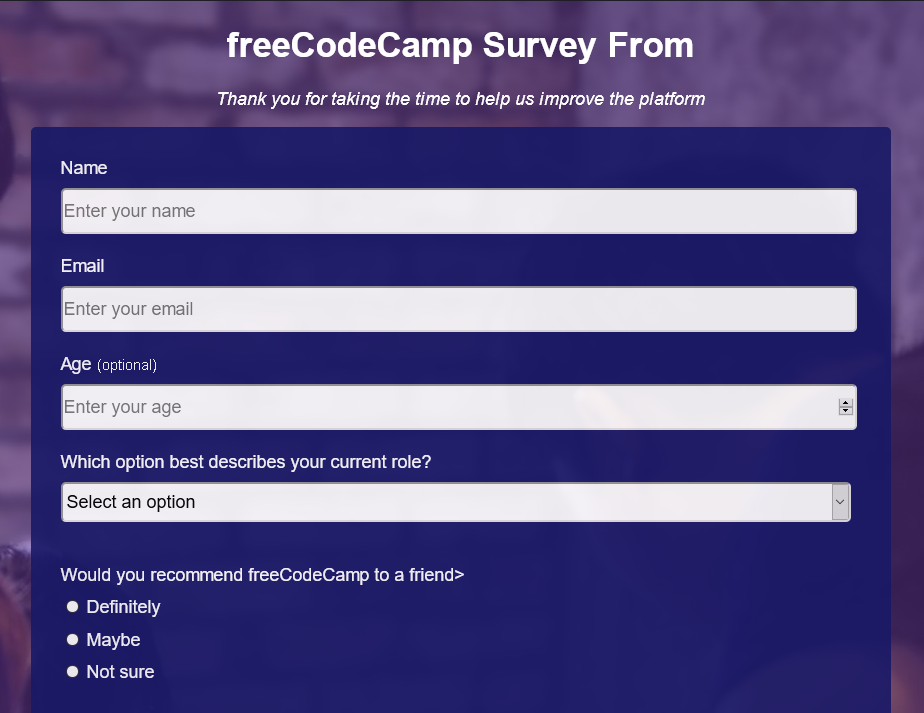 freeCodeCamp Survey From
Thank you for taking the time to help us improve the platform
Name
Enter your name
Email
Enter your email
Age (optional)
Enter your age
Which option best describes your current role?
Select an option
Would you recommend freeCodeCamp to a friend>
Definitely
Maybe
Not sure